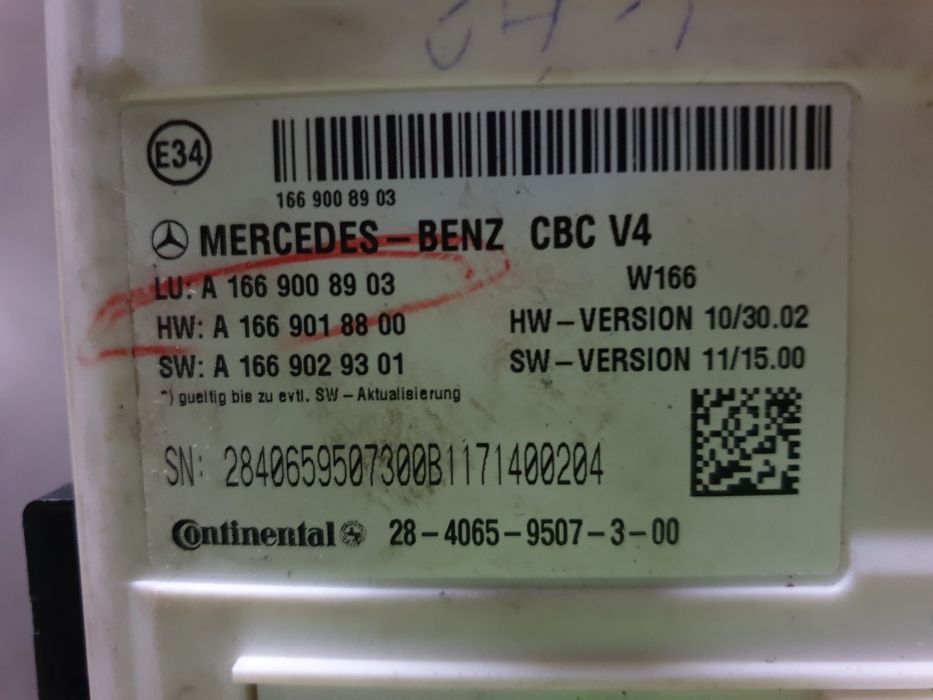 E34
166 900 89 03
MERCEDES-BENZ CBC V4
LU: A 166 900 89 03 W166
HW: A 166 901 88 00 HW-VERSION 10/30.02
SW: A 166 902 93 01 SW-VERSION 11/15.00
*) gueltig bis zu evtl. SW-Aktualisierung
SN: 2840659507300B1171400204
Continental 28-4065-9507-3-00